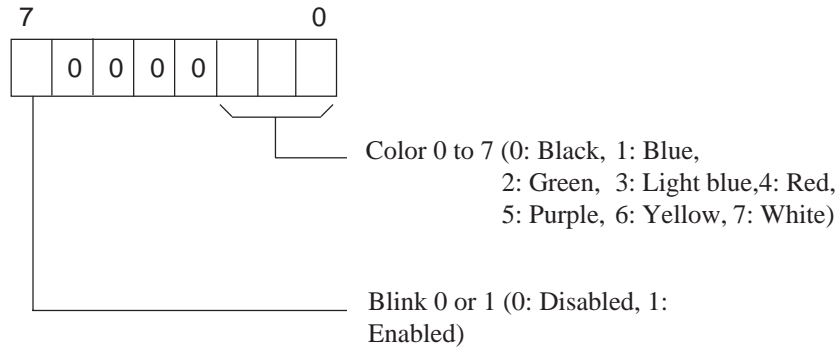 7 0
0 0 0 0
Color 0 to 7 (0: Black, 1: Blue,
2: Green, 3: Light blue,4: Red,
5: Purple, 6: Yellow, 7: White)
Blink 0 or 1 (0: Disabled, 1:
Enabled)